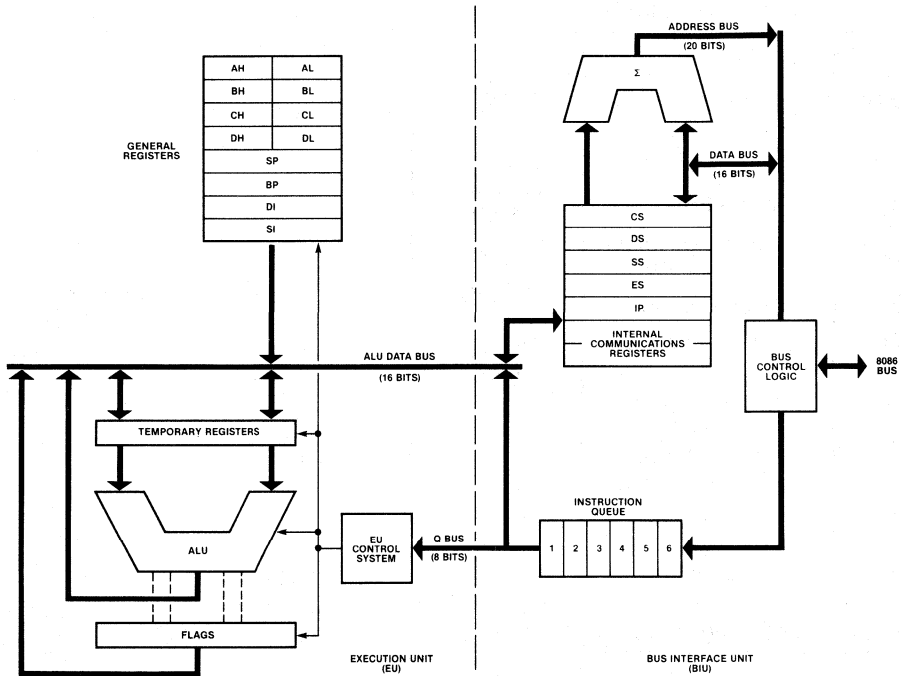 ADDRESS BUS
(20 BITS)
Σ
AH AL
BH BL
CH CL
DH DL
SP
BP
DI
SI
GENERAL
REGISTERS
DATA BUS
(16 BITS)
CS
DS
SS
ES
IP
INTERNAL
COMMUNICATIONS
REGISTERS
BUS
CONTROL
LOGIC
8086
BUS
ALU DATA BUS
(16 BITS)
TEMPORARY REGISTERS
ALU
FLAGS
EU
CONTROL
SYSTEM
Q BUS
(8 BITS)
INSTRUCTION
QUEUE
1 2 3 4 5 6
EXECUTION UNIT
(EU)
BUS INTERFACE UNIT
(BIU)